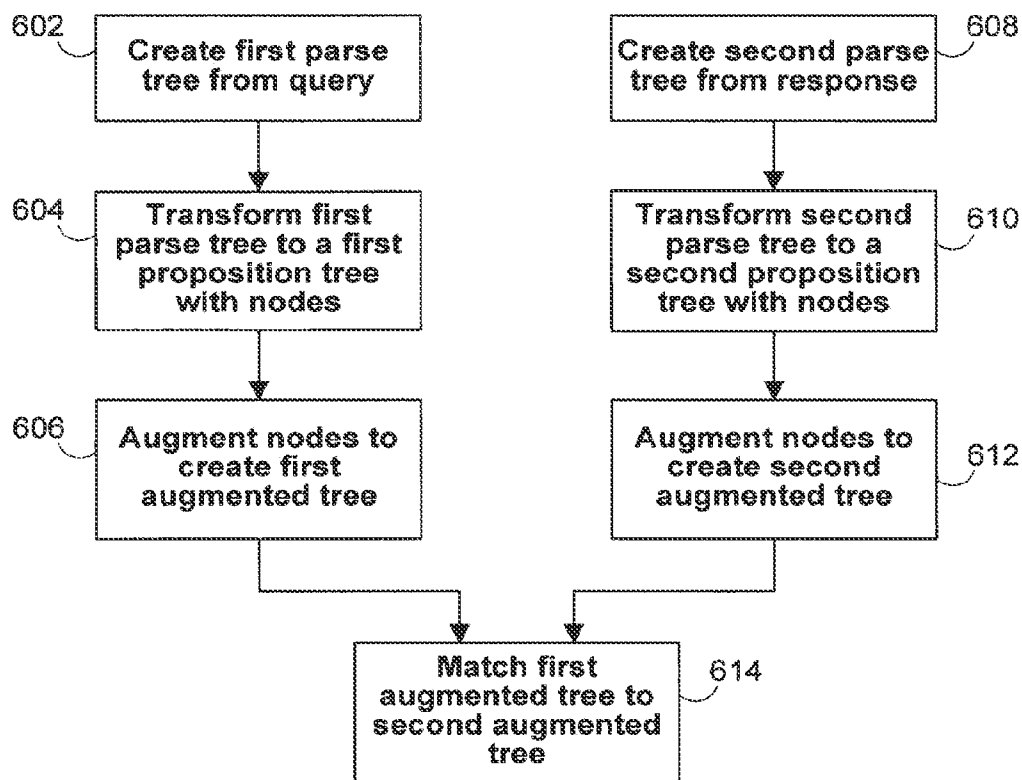 602
Create first parse
tree from query
608
Create second parse
tree from response
604
Transform first
parse tree to a first
proposition tree
with nodes
610
Transform second
parse tree to a
second proposition
tree with nodes
606
Augment nodes to
create first
augmented tree
612
Augment nodes to
create second
augmented tree
614
Match first
augmented tree to
second augmented
tree